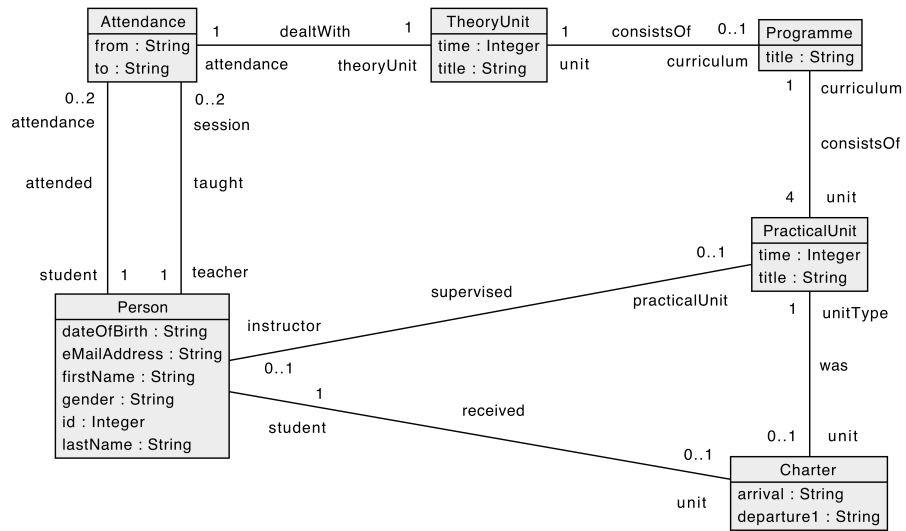 Attendance
from : String
to : String
1
dealtWith
1
attendance
theoryUnit
TheoryUnit
time : Integer
title : String
1
consistsOf
0..1
unit
curriculum
Programme
title : String
0..2
attendance
0..2
session
1
curriculum
consistsOf
attended
taught
4
unit
PracticalUnit
time : Integer
title : String
student
1
1
teacher
0..1
supervised
practicalUnit
Person
dateOfBirth : String
eMailAddress : String
firstName : String
gender : String
id : Integer
lastName : String
instructor
0..1
1
unitType
was
1
student
received
0..1
unit
0..1
unit
Charter
arrival : String
departure1 : String